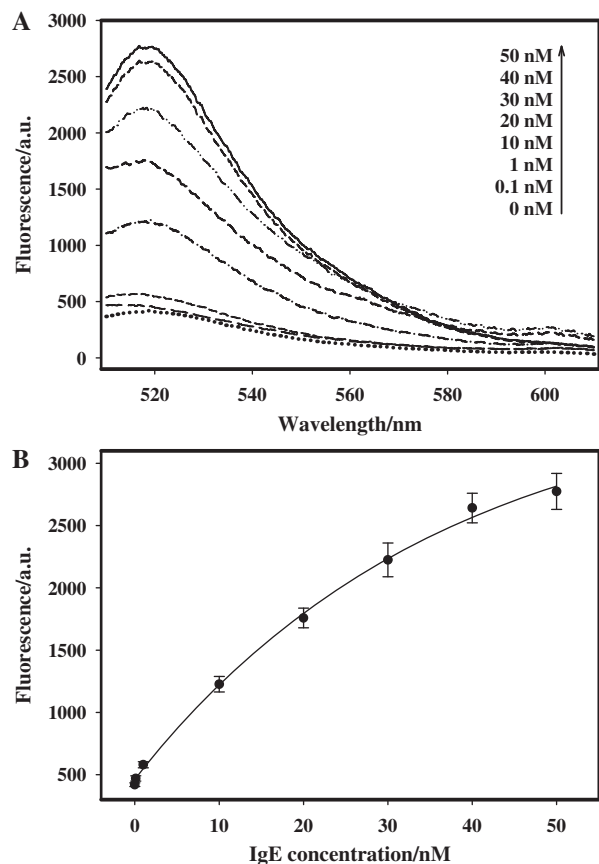 A
3000
2500
2000
1500
1000
500
0
Fluorescence/a.u.
50 nM
40 nM
30 nM
20 nM
10 nM
1 nM
0.1 nM
0 nM
520
540
560
580
600
Wavelength/nm
B
3000
2500
2000
1500
1000
500
Fluorescence/a.u.
0
10
20
30
40
50
IgE concentration/nM